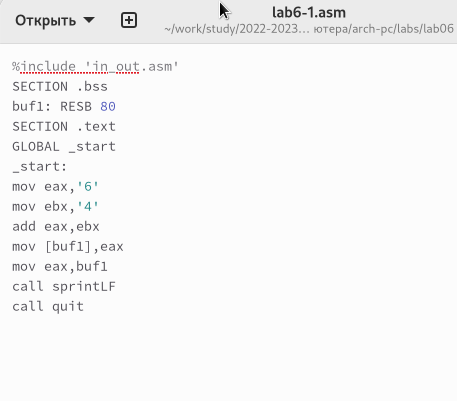 Открыть
lab6-1.asm
~/work/study/2022-2023... ютера/arch-pc/labs/lab06
%include 'in_out.asm'
SECTION .bss
buf1: RESB 80
SECTION .text
GLOBAL _start
_start:
mov eax,'6'
mov ebx,'4'
add eax,ebx
mov [buf1],eax
mov eax,buf1
call sprintLF
call quit